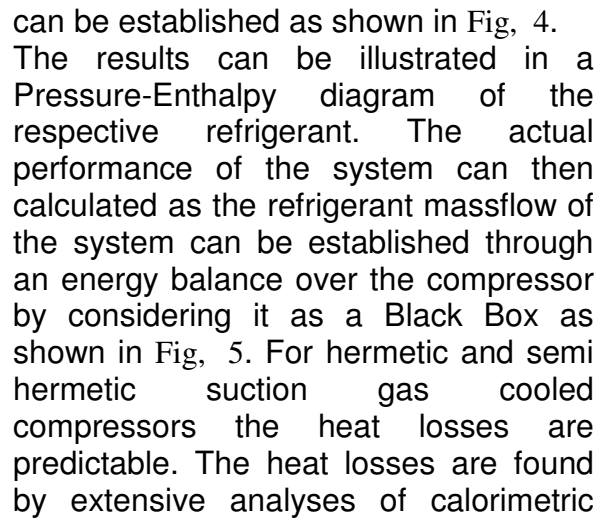 can be established as shown in Fig, 4.
The results can be illustrated in a
Pressure-Enthalpy diagram of the
respective refrigerant. The actual
performance of the system can then
calculated as the refrigerant massflow of
the system can be established through
an energy balance over the compressor
by considering it as a Black Box as
shown in Fig, 5. For hermetic and semi
hermetic suction gas cooled
compressors the heat losses are
predictable. The heat losses are found
by extensive analyses of calorimetric